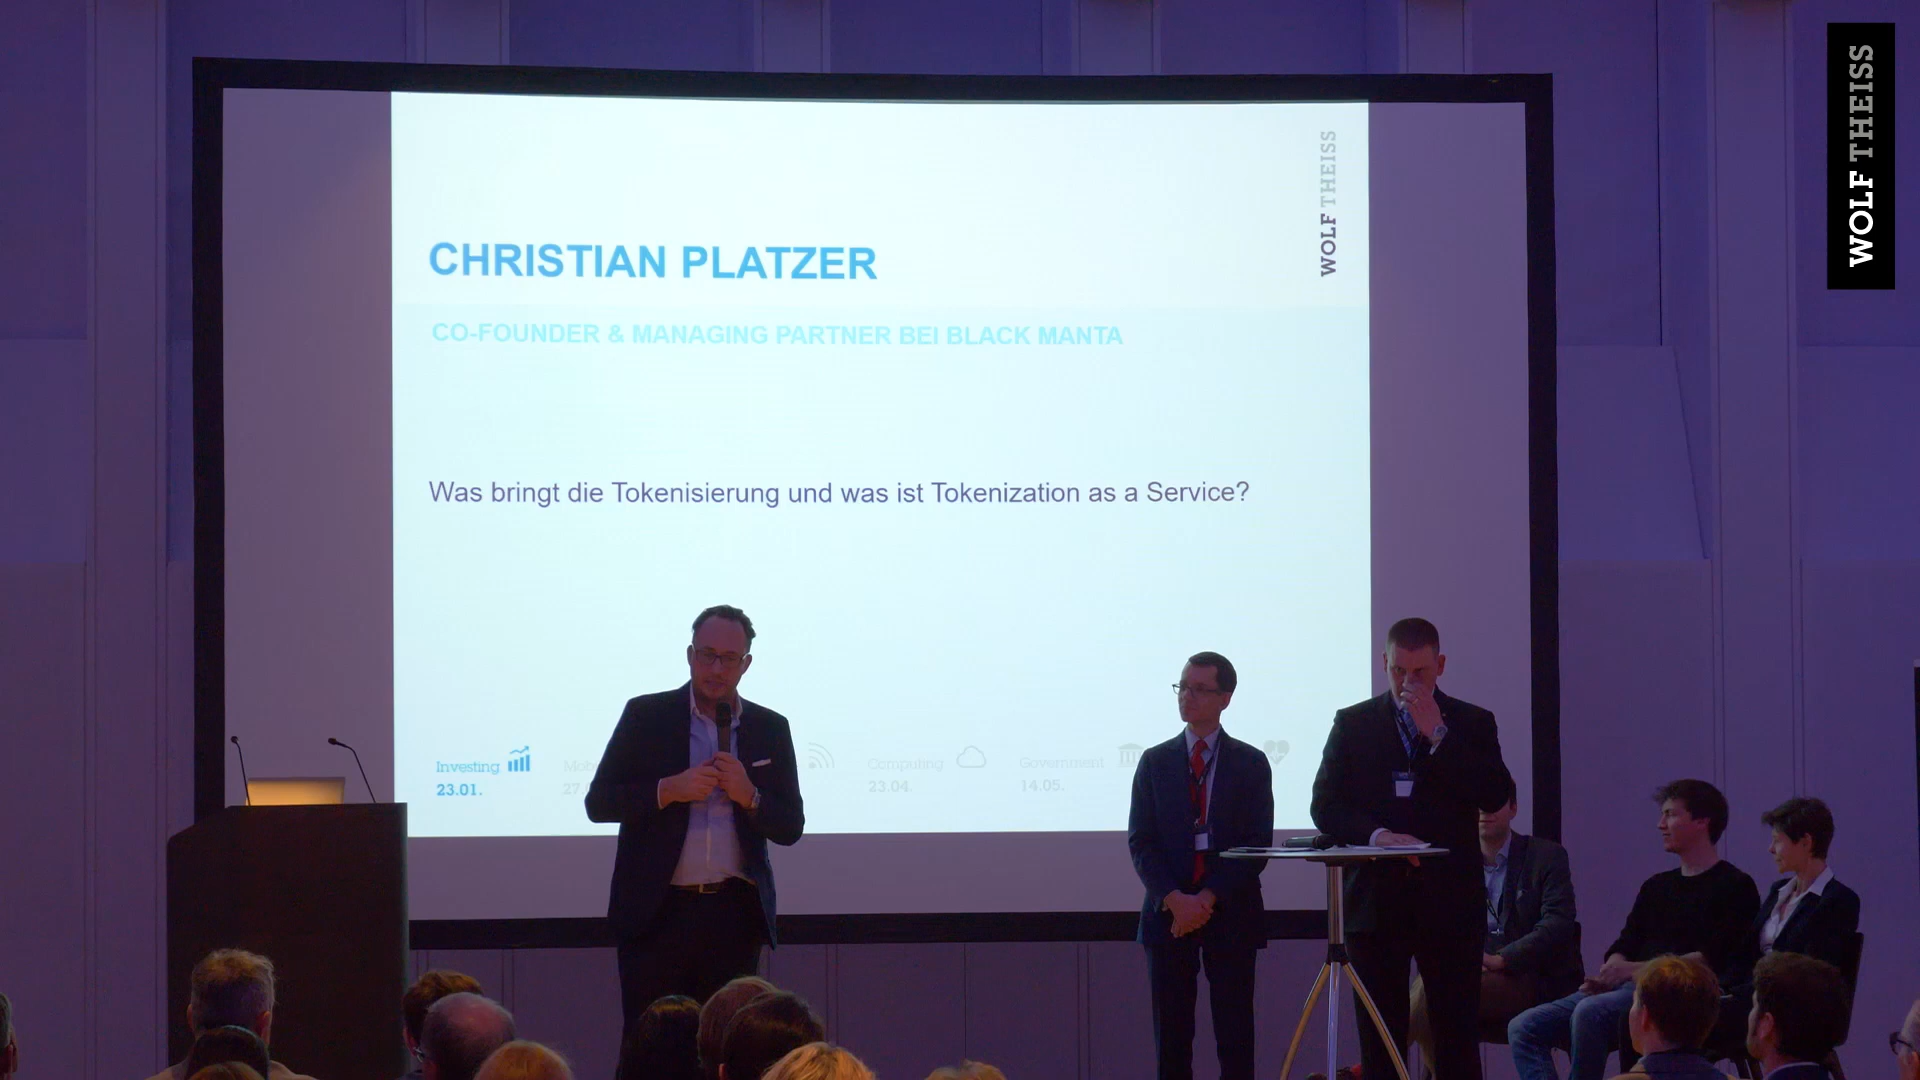 WOLF THEISS
WOLF THEISS
CHRISTIAN PLATZER
CO-FOUNDER & MANAGING PARTNER BEI BLACK MANTA
Was bringt die Tokenisierung und was ist Tokenization as a Service?
Investing
23.01.
Computing
23.04.
Government
14.05.